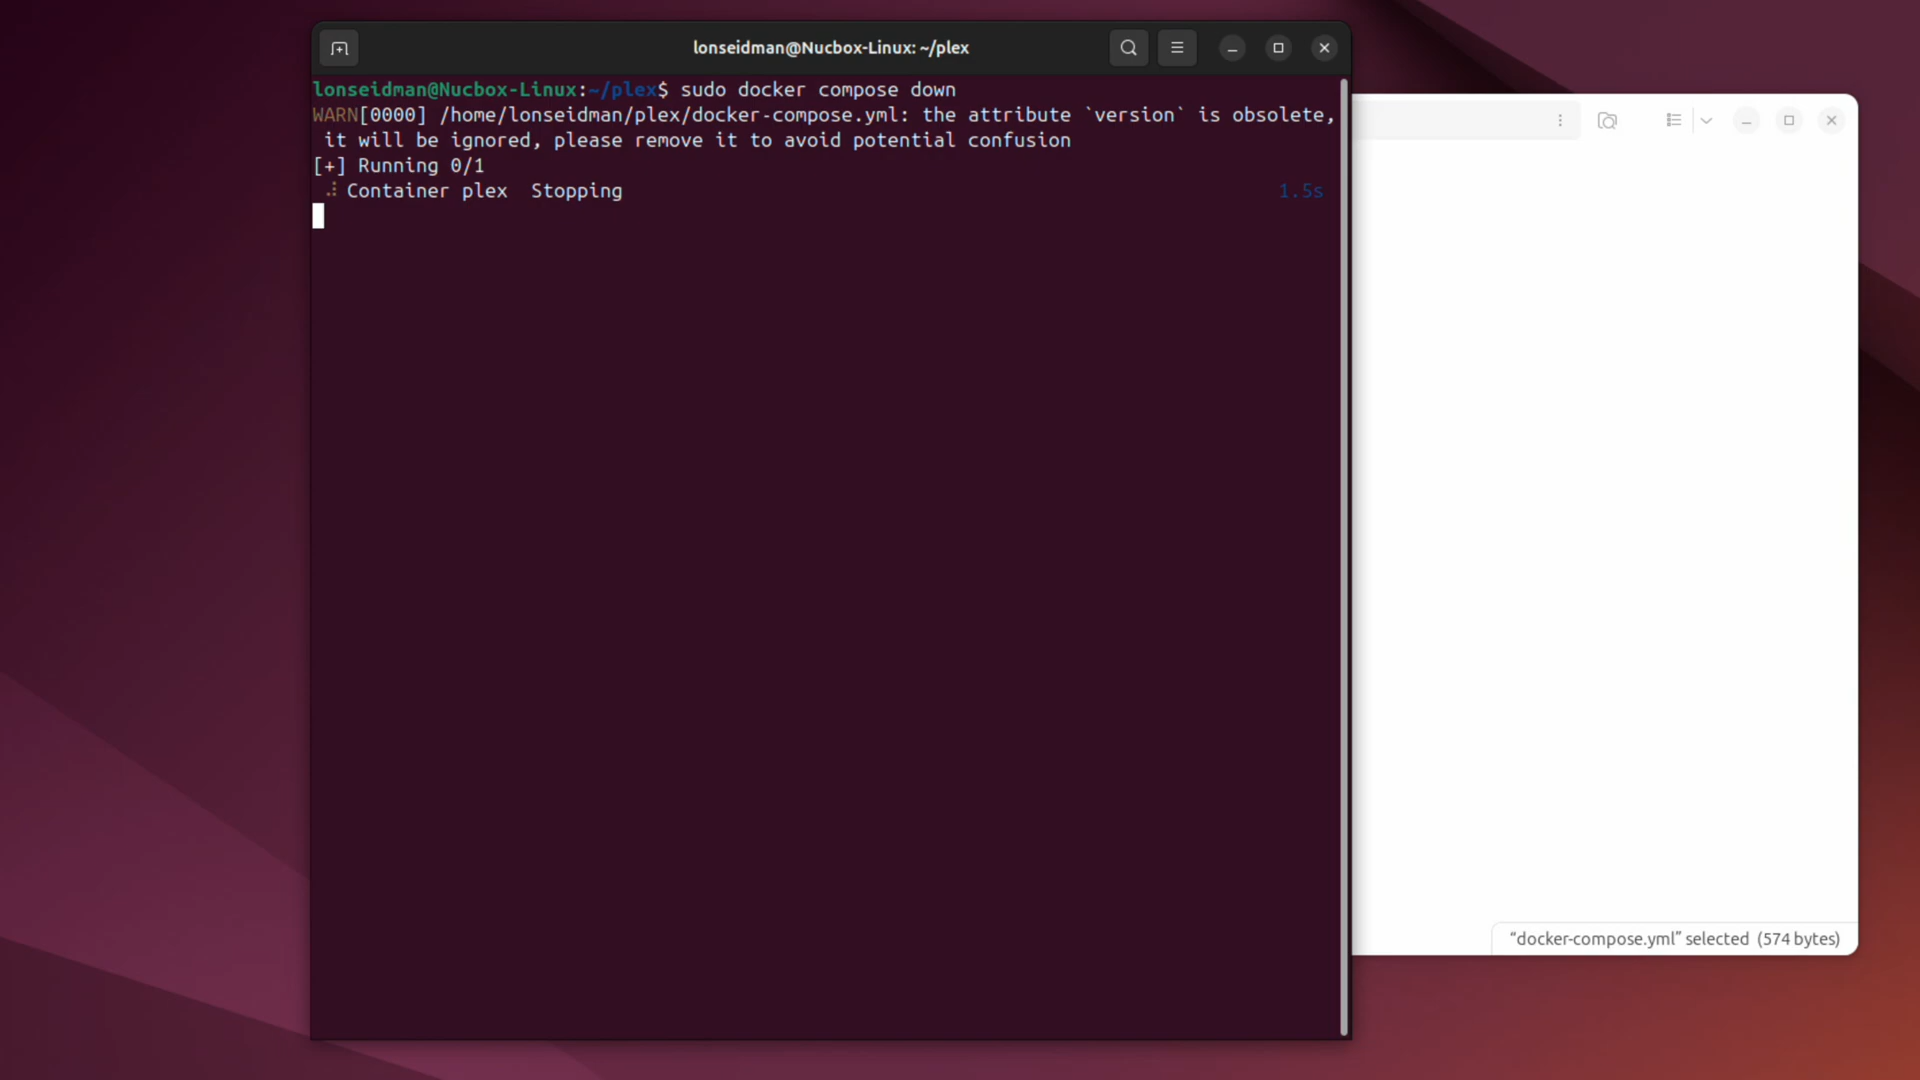 lonseidman@Nucbox-Linux: ~/plex
lonseidman@Nucbox-Linux:~/plex$ sudo docker compose down
WARN[0000] /home/lonseidman/plex/docker-compose.yml: the attribute `version` is obsolete,
it will be ignored, please remove it to avoid potential confusion
[+] Running 0/1
Container plex Stopping 1.5s
“docker-compose.yml” selected (574 bytes)